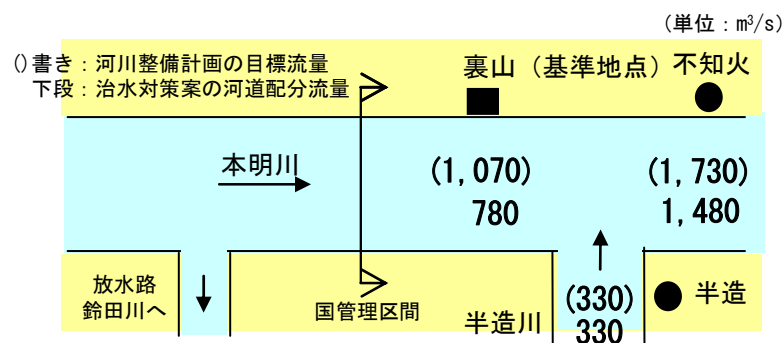 (単位：m³/s)
()書き：河川整備計画の目標流量
下段：治水対策案の河道配分流量
裏山（基準地点）不知火
本明川
(1,070) (1,730)
780 1,480
放水路
鈴田川へ
国管理区間
半造川
(330)
330
半造